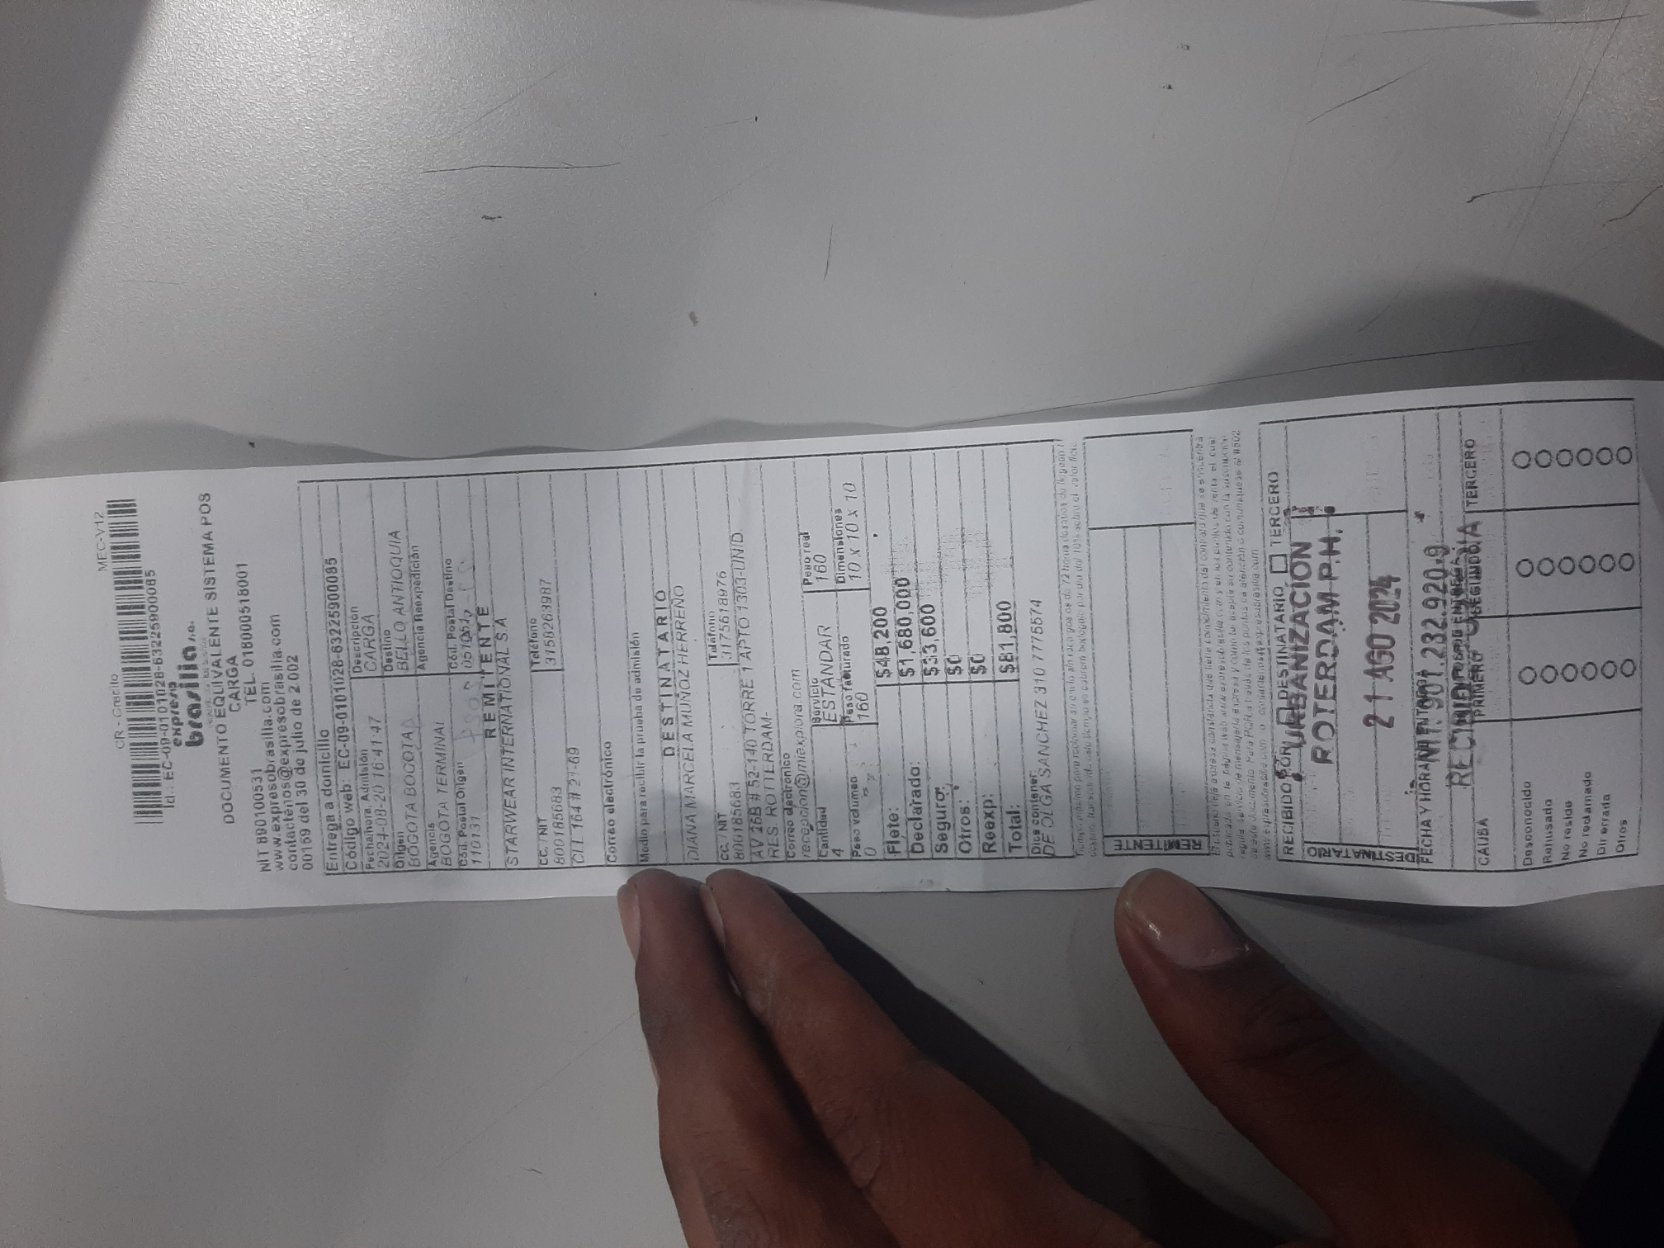 CR - Credito MEC-V12
Id.: EC-09-0101028-63225900085
expreso
brasilia s.a.
DOCUMENTO EQUIVALENTE SISTEMA POS
CARGA
NIT 890100531 TEL. 018000518001
www.expresobrasilia.com
contactenos@expresobrasilia.com
00159 del 30 de julio de 2002
Entrega a domicilio
Código web: EC-09-0101028-63225900085
Fecha/hora Admisión Descripción
2024-08-20 16:41:47 CARGA
Origen Destino
BOGOTA BOGOTA BELLO ANTIOQUIA
Agencia Agencia Reexpedición
BOGOTA TERMINAL
Cód. Postal Origen Cód. Postal Destino
110131
REMITENTE
STARWEAR INTERNATIONAL SA
CC / NIT Teléfono
800185683 3158263987
CLL 164 # 21-69
Correo electrónico
Medio para recibir la prueba de admisión
DESTINATARIO
DIANA MARCELA MUÑOZ HERREÑO
CC / NIT Teléfono
800185683 3175618976
AV 26B # 52-140 TORRE 1 APTO 1303-UNID
RES ROTTERDAM-
Correo electronico
recepcion@miexplora.com
Cantidad Servicio Peso real
4 ESTANDAR 160
Peso volumen Peso facturado Dimensiones
0 160 10 x 10 x 10
Flete: $48,200
Declarado: $1,680,000
Seguro: $33,600
Otros: $0
Reexp: $0
Total: $81,800
Dice contener:
DE OLGA SANCHEZ 310 7775574
REMITENTE
RECIBIDO POR: DESTINATARIO TERCERO
DESTINATARIO
URBANIZACIÓN
ROTERDAM P.H.
21 AGO 2024
FECHA Y HORA
NIT. 901.232.920.9
CAUSA PRIMERO SEGUNDO TERCERO
Desconocido
Rehusado
No reside
No reclamado
Dir errada
Otros